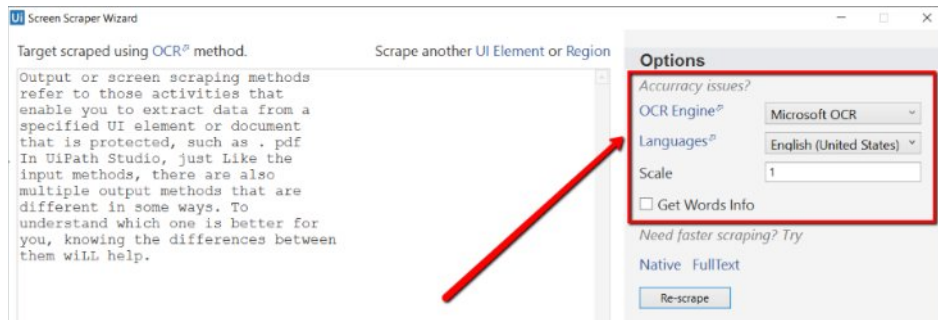 Ui Screen Scraper Wizard
Target scraped using OCR method.
Scrape another UI Element or Region
Output or screen scraping methods
refer to those activities that
enable you to extract data from a
specified UI element or document
that is protected, such as . pdf
In UiPath Studio, just Like the
input methods, there are also
multiple output methods that are
different in some ways. To
understand which one is better for
you, knowing the differences between
them wiLL help.
Options
Accurracy issues?
OCR Engine Microsoft OCR
Languages English (United States)
Scale 1
Get Words Info
Need faster scraping? Try
Native FullText
Re-scrape